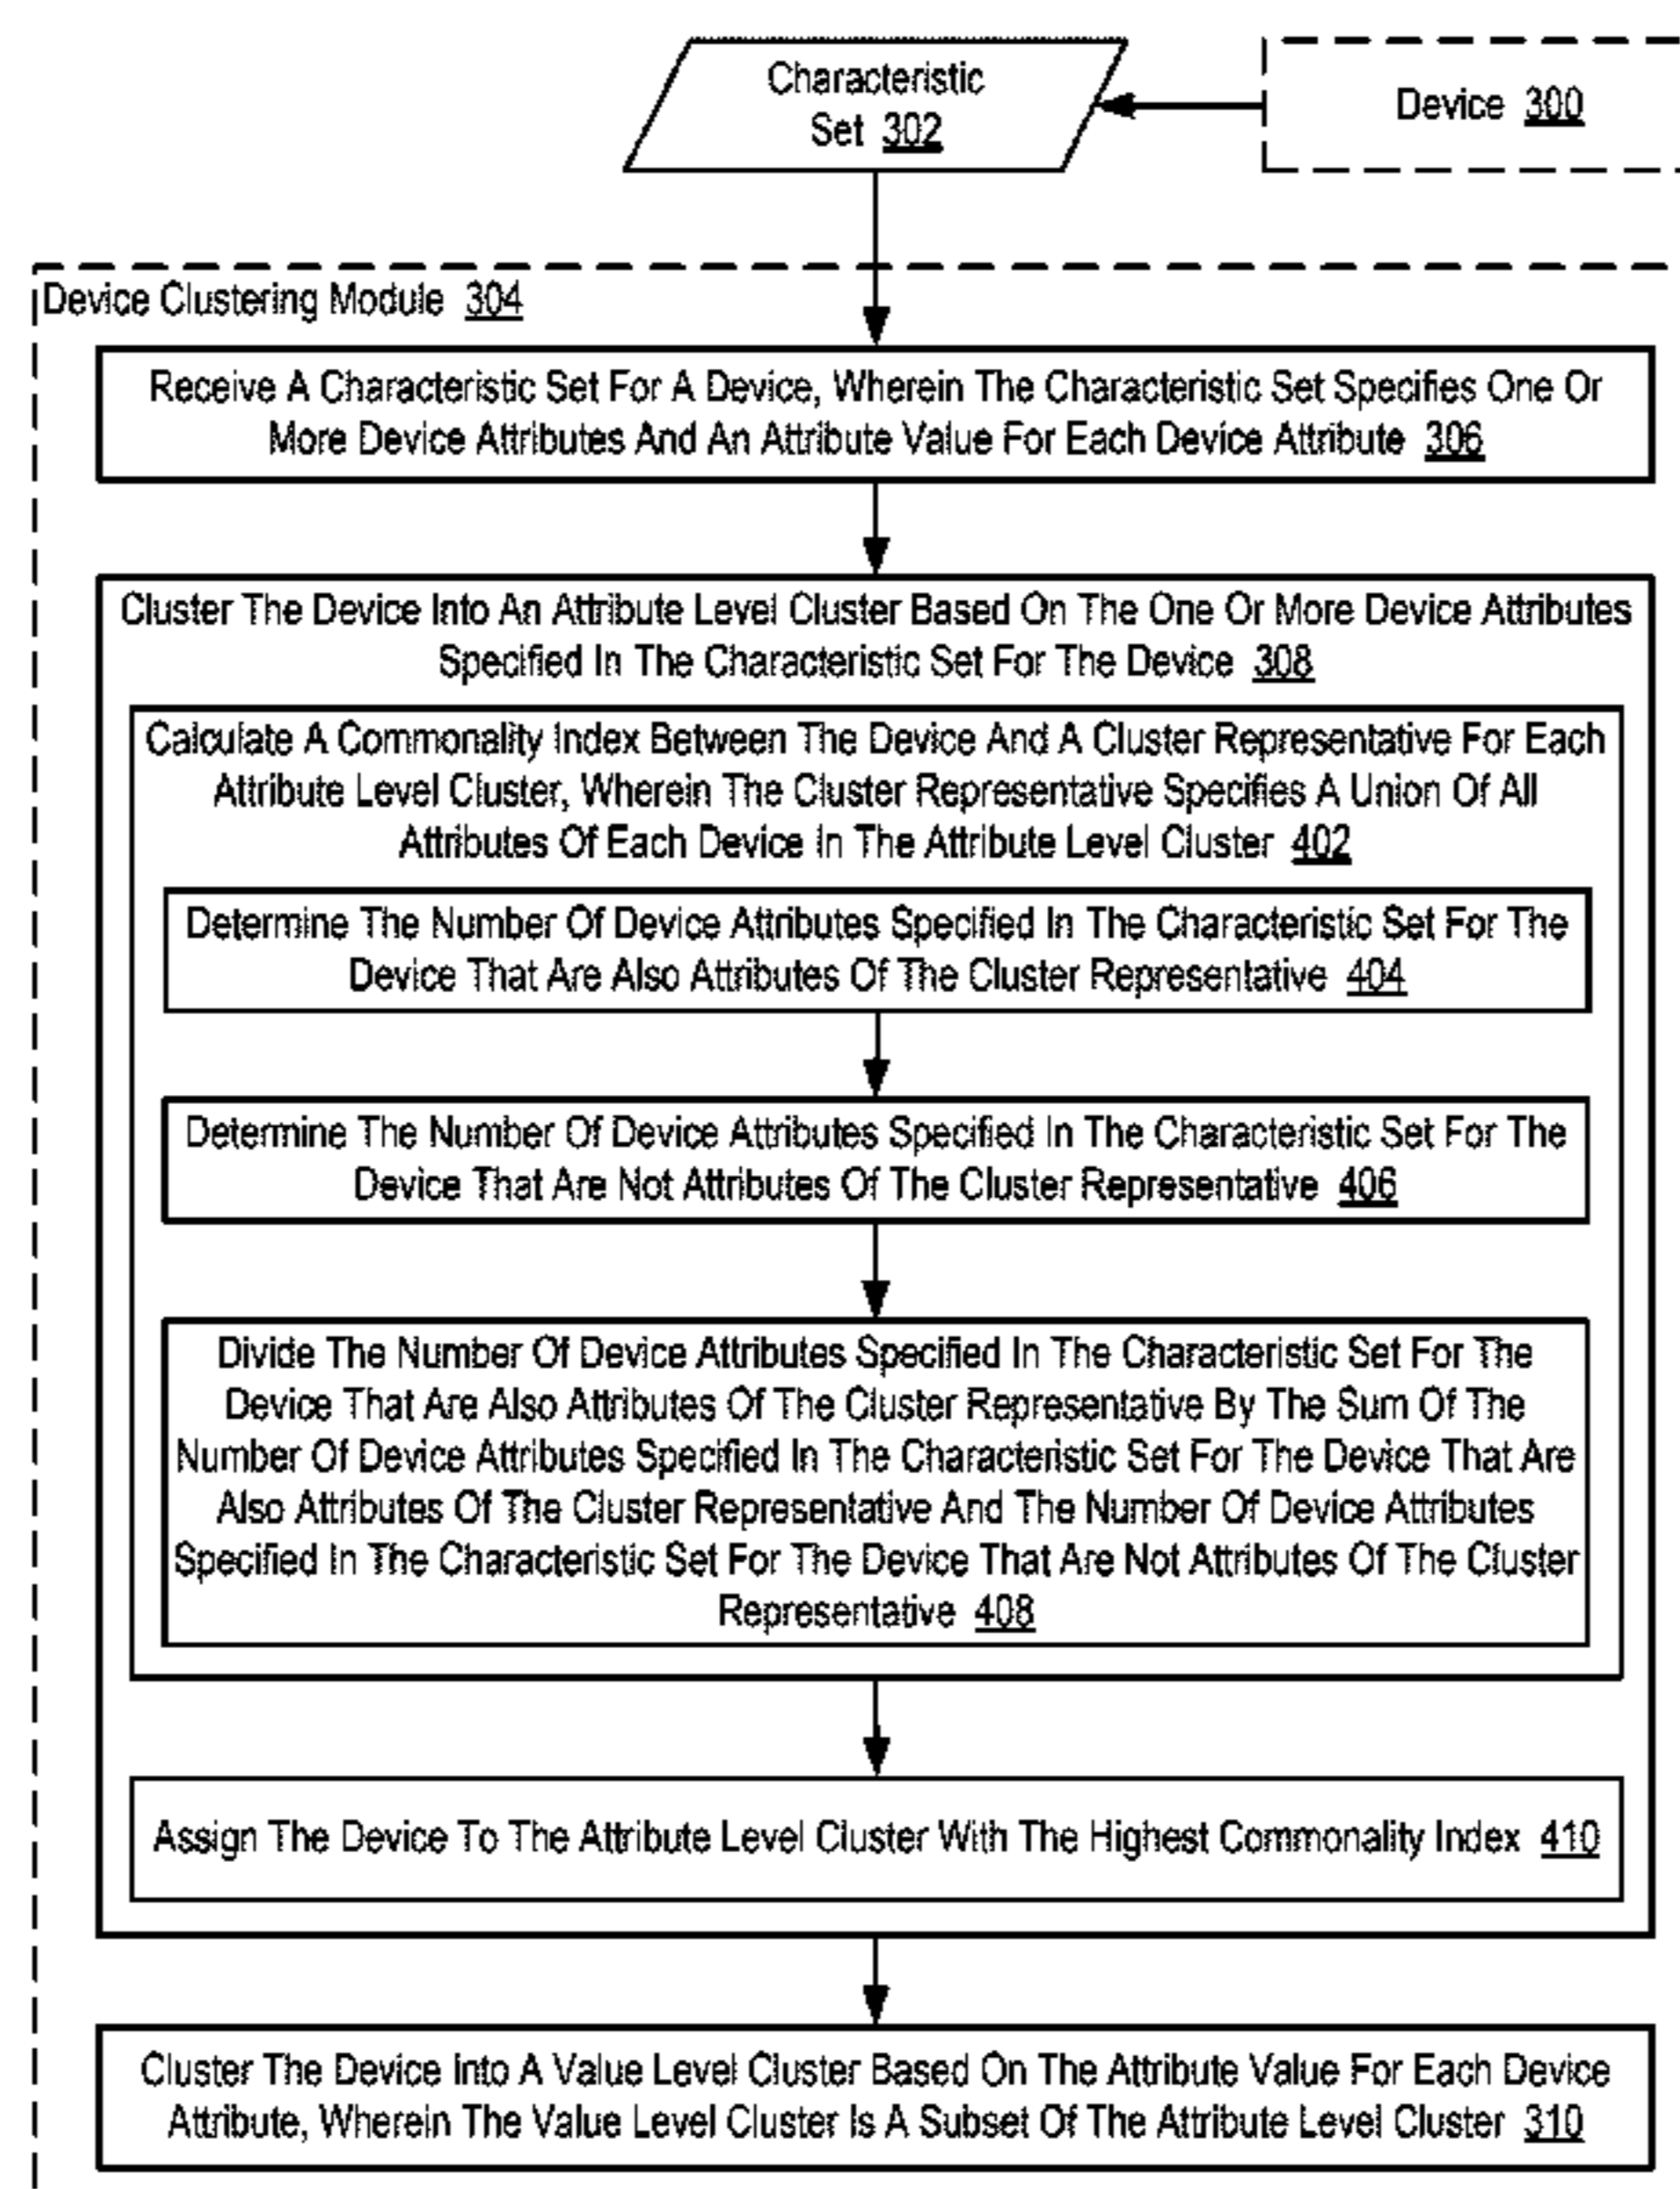 Characteristic
Set 302
Device 300
Device Clustering Module 304
Receive A Characteristic Set For A Device, Wherein The Characteristic Set Specifies One Or
More Device Attributes And An Attribute Value For Each Device Attribute 306
Cluster The Device Into An Attribute Level Cluster Based On The One Or More Device Attributes
Specified In The Characteristic Set For The Device 308
Calculate A Commonality Index Between The Device And A Cluster Representative For Each
Attribute Level Cluster, Wherein The Cluster Representative Specifies A Union Of All
Attributes Of Each Device In The Attribute Level Cluster 402
Determine The Number Of Device Attributes Specified In The Characteristic Set For The
Device That Are Also Attributes Of The Cluster Representative 404
Determine The Number Of Device Attributes Specified In The Characteristic Set For The
Device That Are Not Attributes Of The Cluster Representative 406
Divide The Number Of Device Attributes Specified In The Characteristic Set For The
Device That Are Also Attributes Of The Cluster Representative By The Sum Of The
Number Of Device Attributes Specified In The Characteristic Set For The Device That Are
Also Attributes Of The Cluster Representative And The Number Of Device Attributes
Specified In The Characteristic Set For The Device That Are Not Attributes Of The Cluster
Representative 408
Assign The Device To The Attribute Level Cluster With The Highest Commonality Index 410
Cluster The Device into A Value Level Cluster Based On The Attribute Value For Each Device
Attribute, Wherein The Value Level Cluster Is A Subset Of The Attribute Level Cluster 310